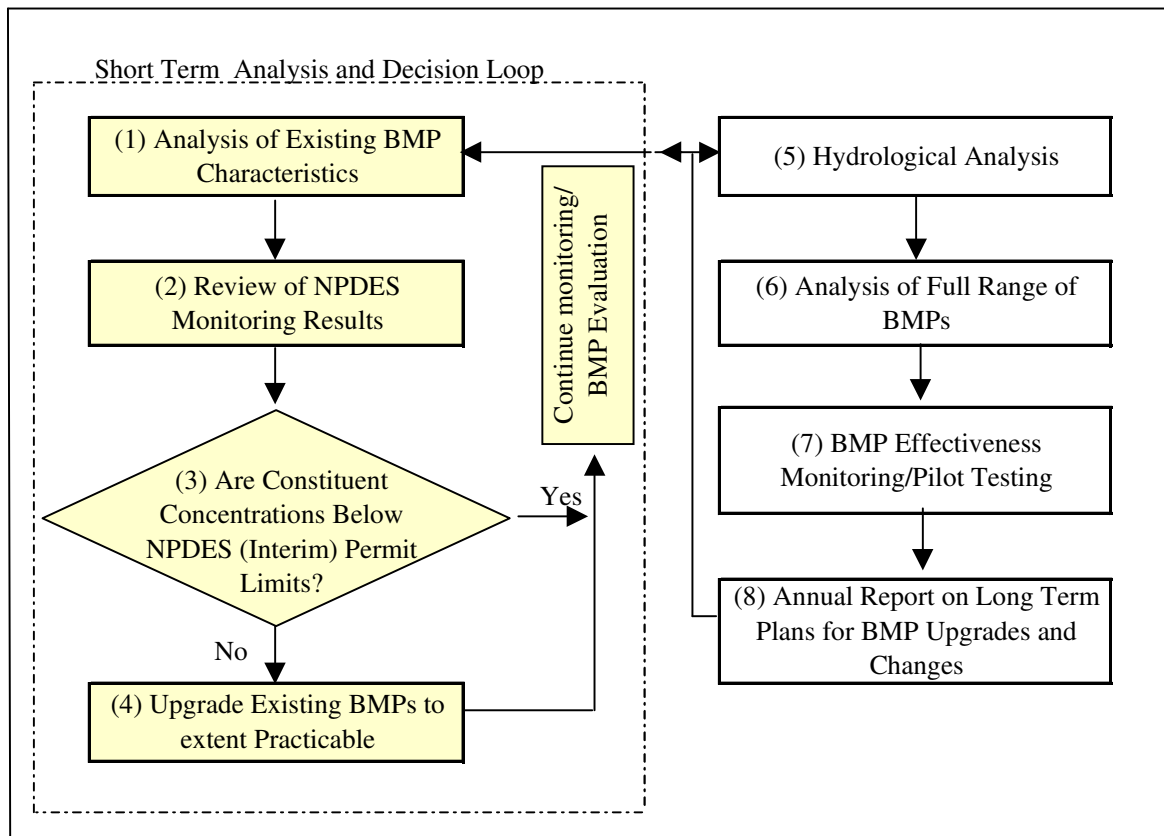 Short Term Analysis and Decision Loop
(1) Analysis of Existing BMP
Characteristics
(2) Review of NPDES
Monitoring Results
(3) Are Constituent
Concentrations Below
NPDES (Interim) Permit
Limits?
Yes
No
(4) Upgrade Existing BMPs to
extent Practicable
Continue monitoring/
BMP Evaluation
(5) Hydrological Analysis
(6) Analysis of Full Range of
BMPs
(7) BMP Effectiveness
Monitoring/Pilot Testing
(8) Annual Report on Long Term
Plans for BMP Upgrades and
Changes